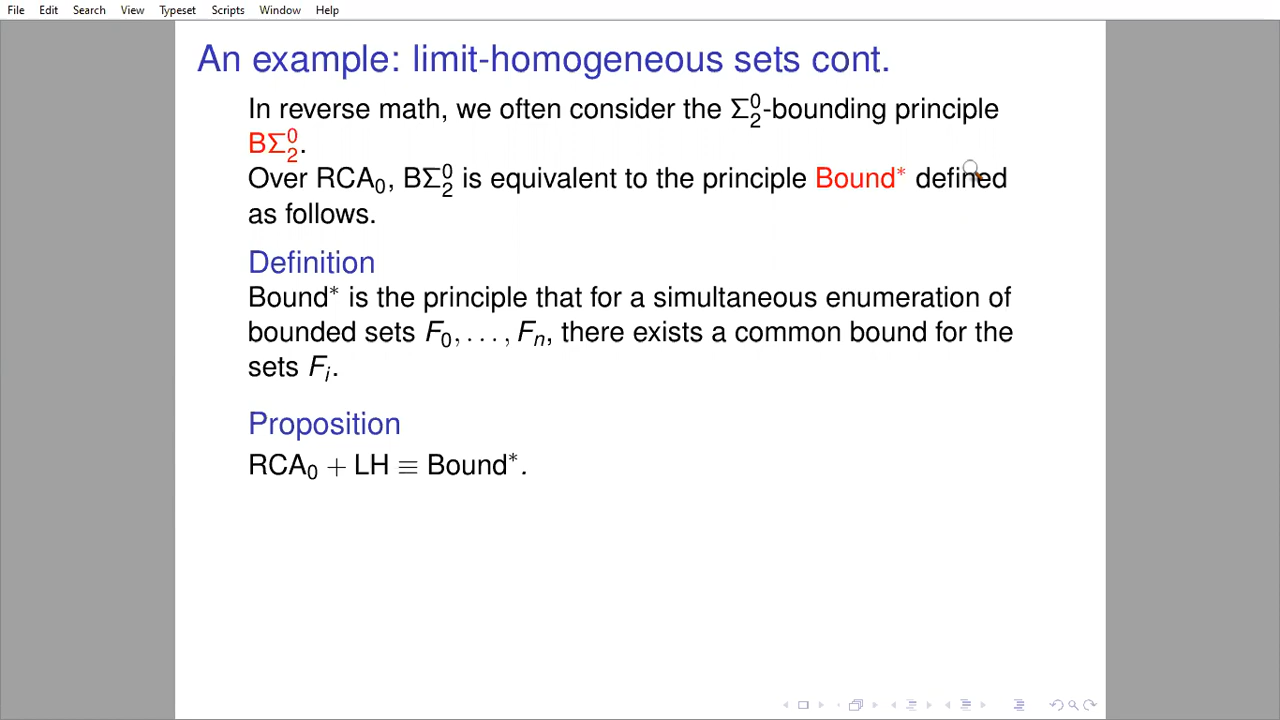 File Edit Search View Typeset Scripts Window Help
An example: limit-homogeneous sets cont.
In reverse math, we often consider the Σ⁰₂-bounding principle
BΣ⁰₂.
Over RCA₀, BΣ⁰₂ is equivalent to the principle Bound* defined
as follows.
Definition
Bound* is the principle that for a simultaneous enumeration of
bounded sets F₀, . . . , Fₙ, there exists a common bound for the
sets Fᵢ.
Proposition
RCA₀ + LH ≡ Bound*.